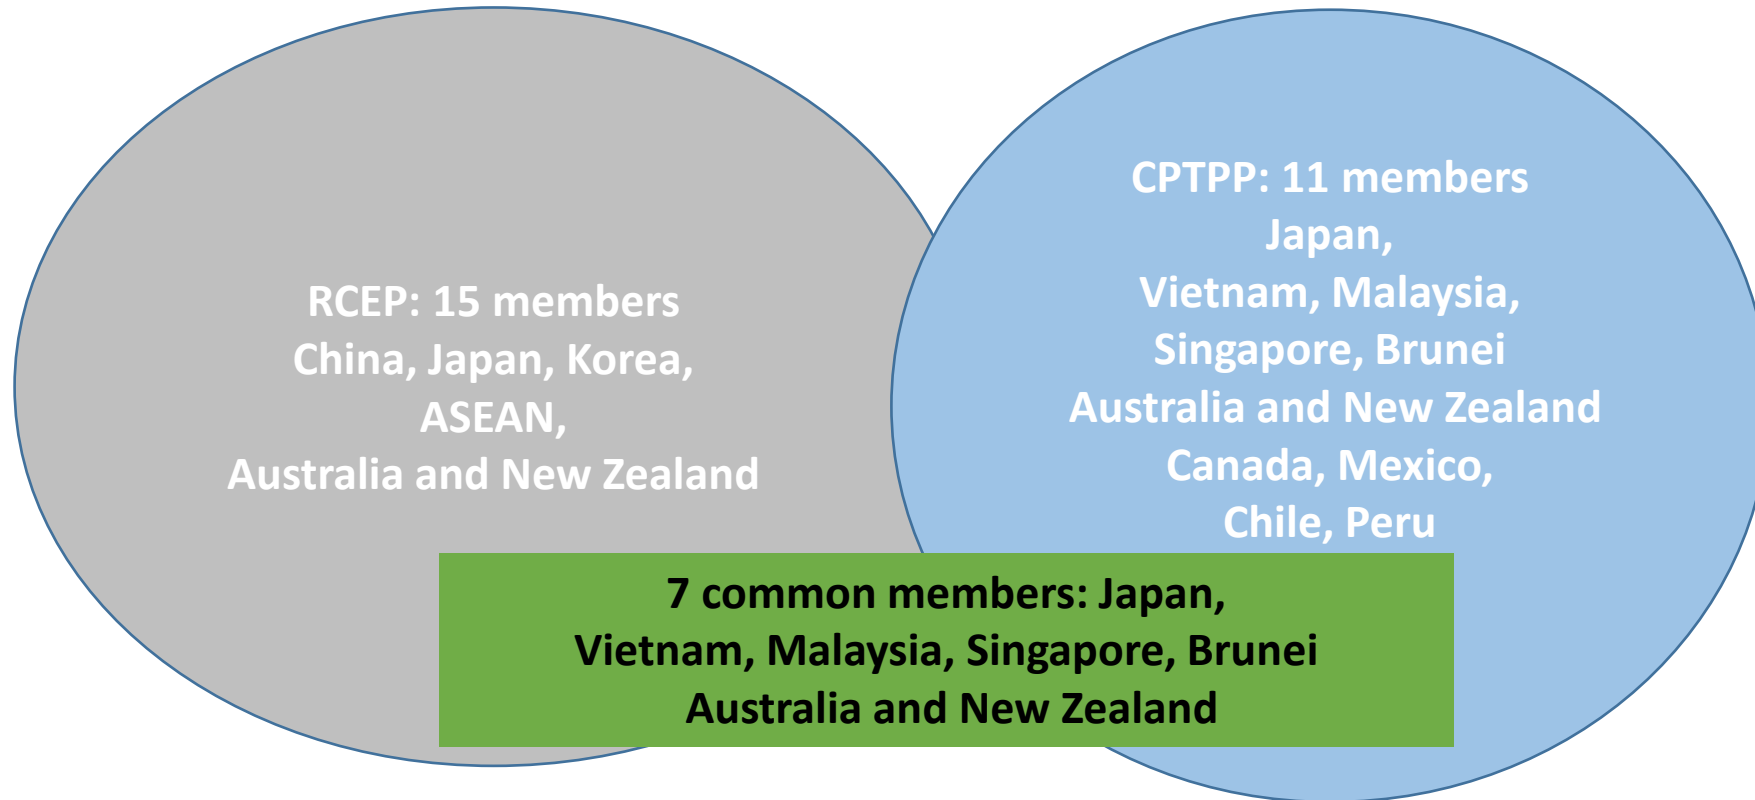 RCEP: 15 members
China, Japan, Korea,
ASEAN,
Australia and New Zealand
CPTPP: 11 members
Japan,
Vietnam, Malaysia,
Singapore, Brunei
Australia and New Zealand
Canada, Mexico,
Chile, Peru
7 common members: Japan,
Vietnam, Malaysia, Singapore, Brunei
Australia and New Zealand